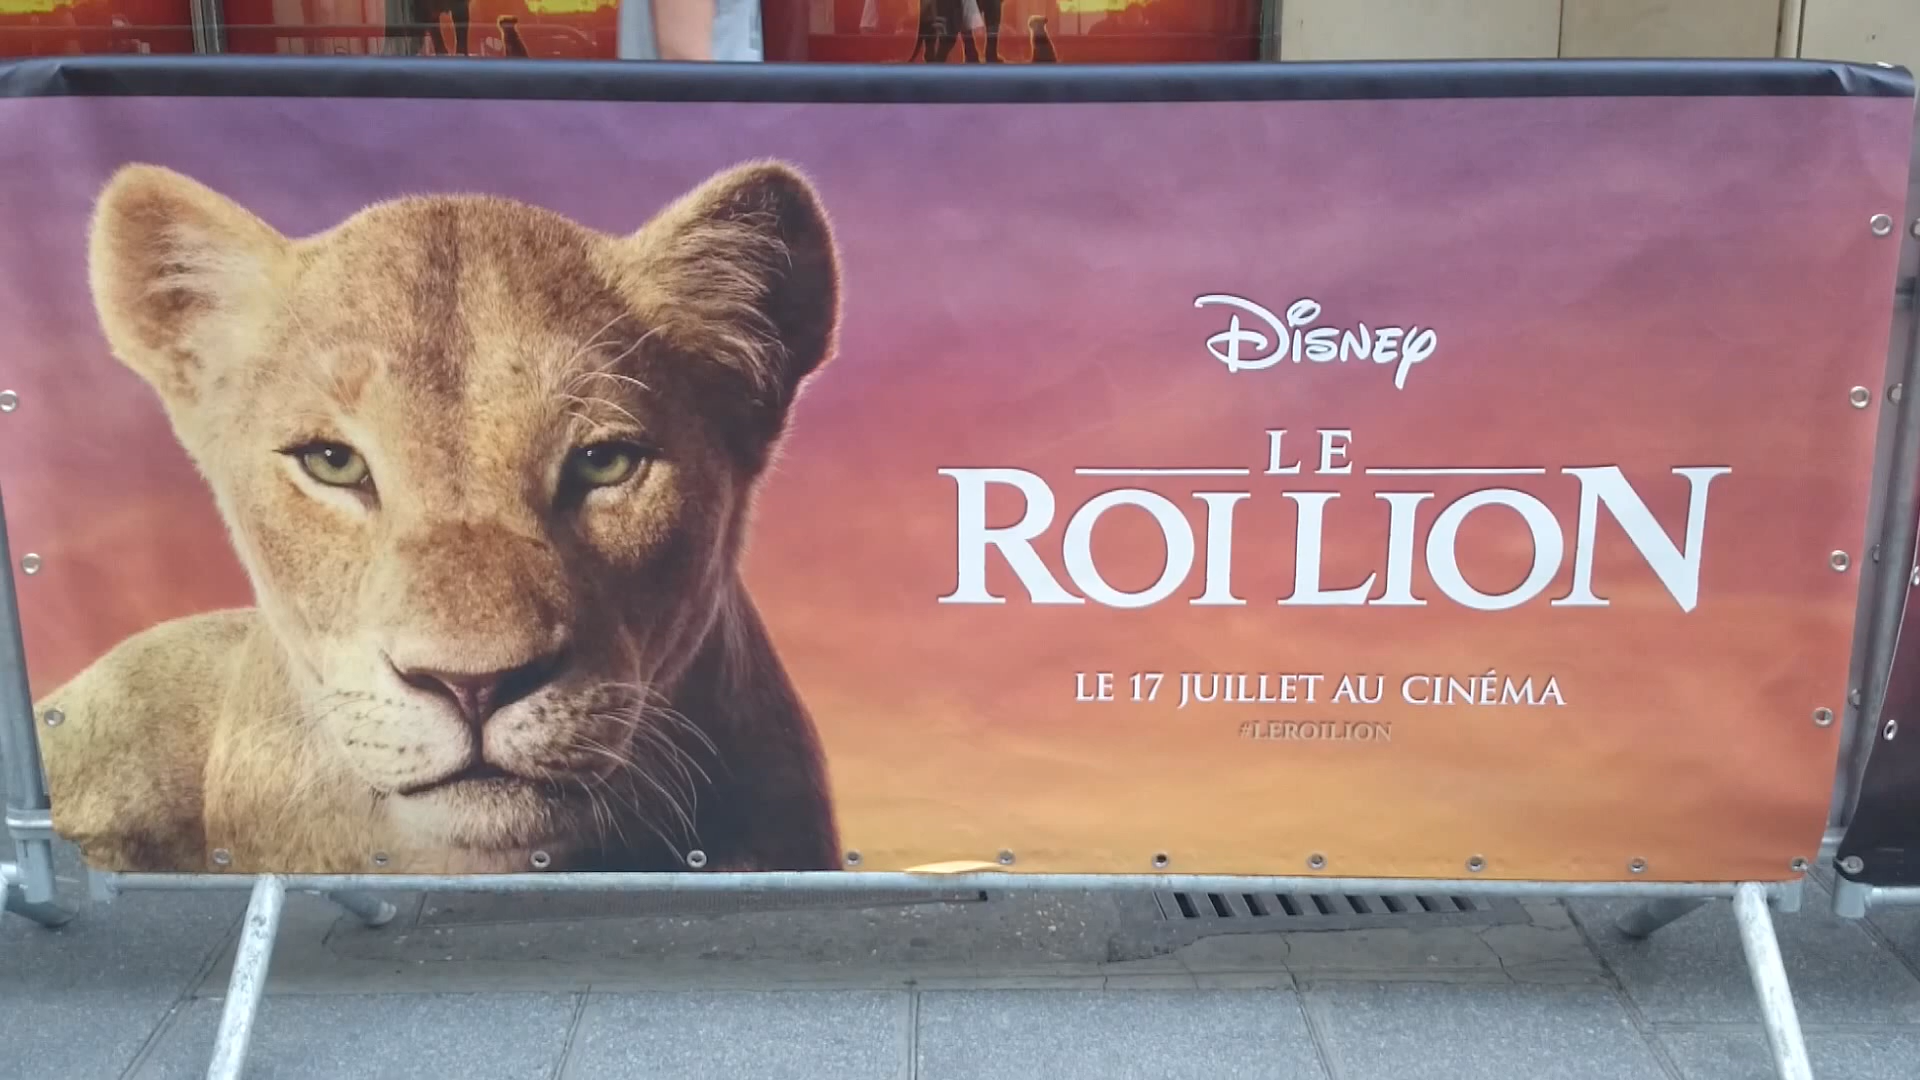 Disney
LE
ROI LION
LE 17 JUILLET AU CINÉMA
#LEROILION